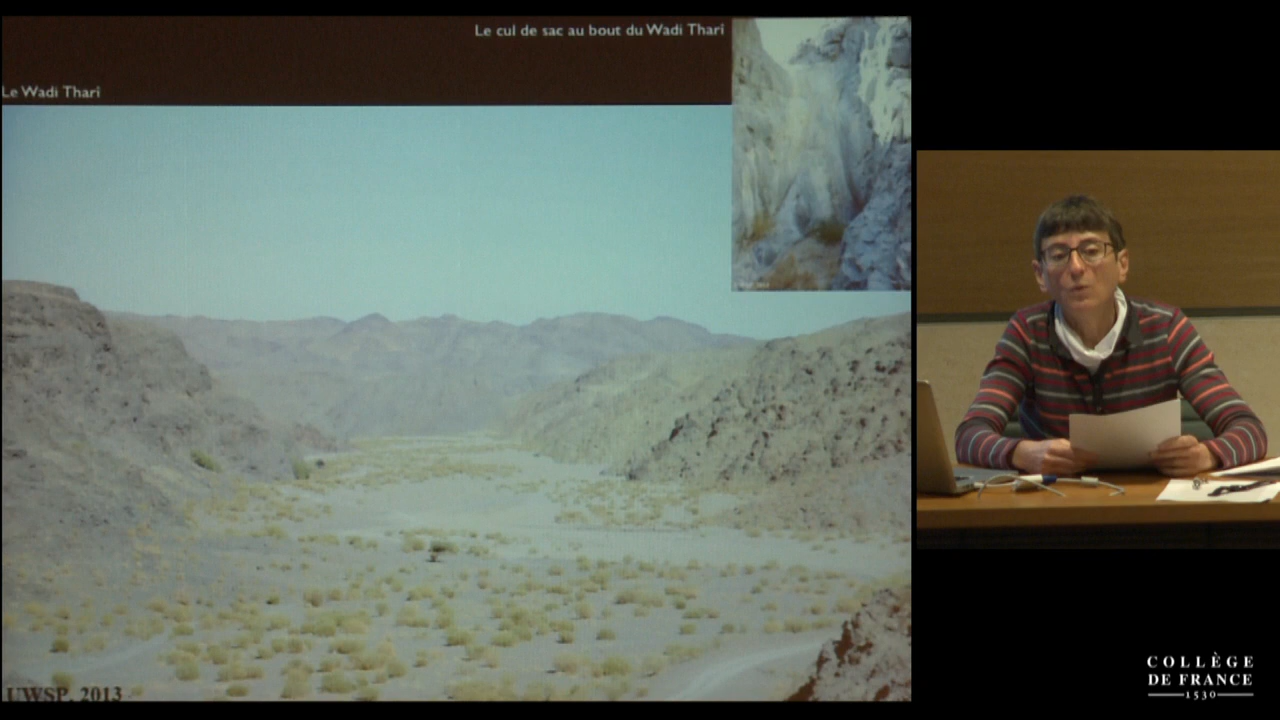 Le cul de sac au bout du Wadi Tharî
Le Wadi Tharî
UWSP, 2013
COLLÈGE
DE FRANCE
1530